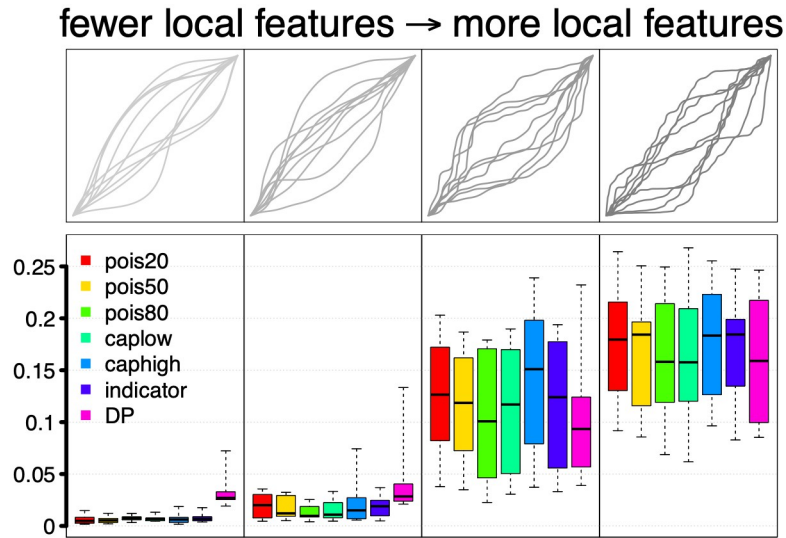 fewer local features → more local features
0.25
0.2
0.15
0.1
0.05
0
pois20
pois50
pois80
caplow
caphigh
indicator
DP